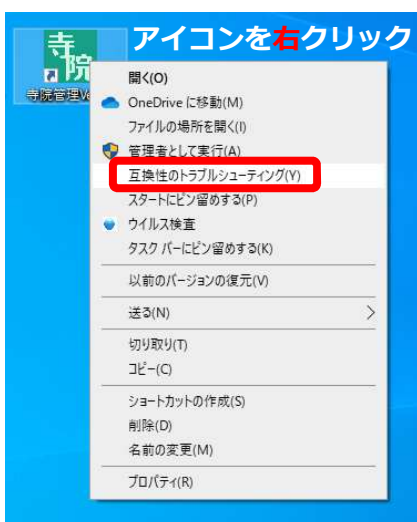 アイコンを右クリック
寺院
寺院管理Ve
開く(O)
OneDrive に移動(M)
ファイルの場所を開く(I)
管理者として実行(A)
互換性のトラブルシューティング(Y)
スタートにピン留めする(P)
ウイルス検査
タスク バーにピン留めする(K)
以前のバージョンの復元(V)
送る(N)
切り取り(T)
コピー(C)
ショートカットの作成(S)
削除(D)
名前の変更(M)
プロパティ(R)